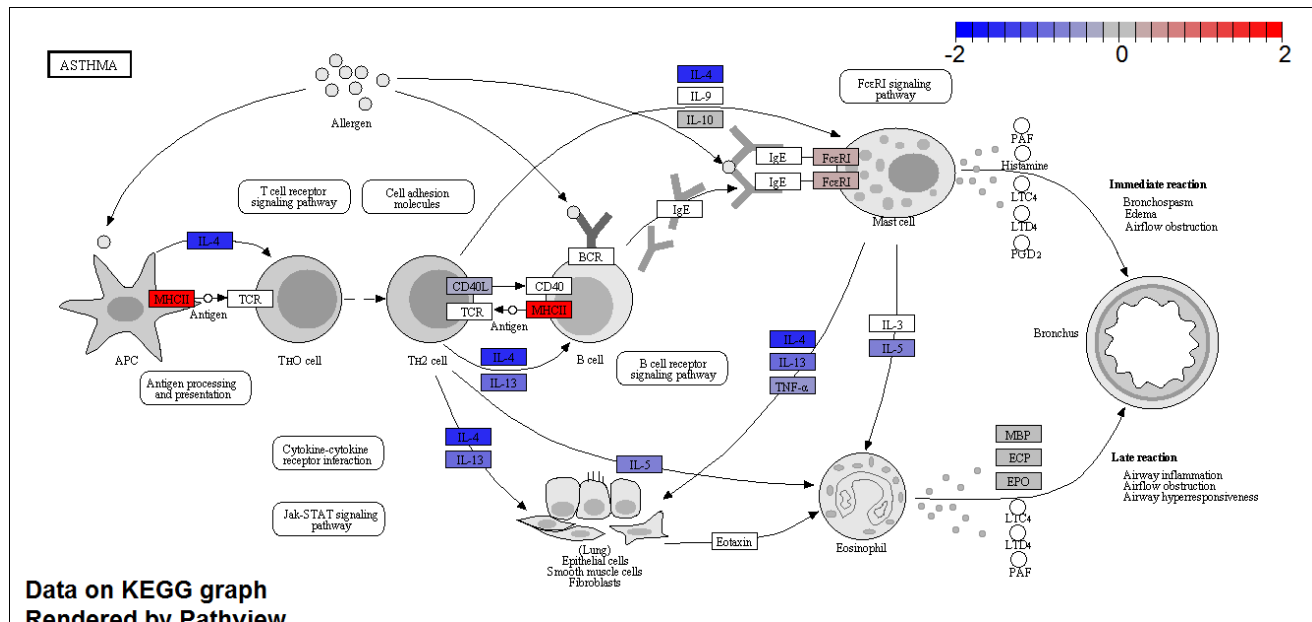 -2
0
2
ASTHMA
Allergen
IL-4
IL-9
IL-10
FcεRI signaling
pathway
T cell receptor
signaling pathway
Cell adhesion
molecules
IgE
FcεRI
IgE
FcεRI
Mast cell
PAF
Histamine
LTC4
LTD4
PGD2
Immediate reaction
Bronchospasm
Edema
Airflow obstruction
IL-4
IgE
BCR
MHCII
Antigen
TCR
CD40L
CD40
TCR
Antigen
MHCII
APC
TH0 cell
TH2 cell
B cell
IL-4
IL-13
B cell receptor
signaling pathway
Antigen processing
and presentation
IL-4
IL-13
TNF-α
IL-3
IL-5
Bronchus
Cytokine-cytokine
receptor interaction
IL-4
IL-13
IL-5
Jak-STAT signaling
pathway
(Lung)
Epithelial cells
Smooth muscle cells
Fibroblasts
Eotaxin
Eosinophil
MBP
ECP
EPO
LTC4
LTD4
PAF
Late reaction
Airway inflammation
Airflow obstruction
Airway hyperresponsiveness
Data on KEGG graph
Rendered by Pathview